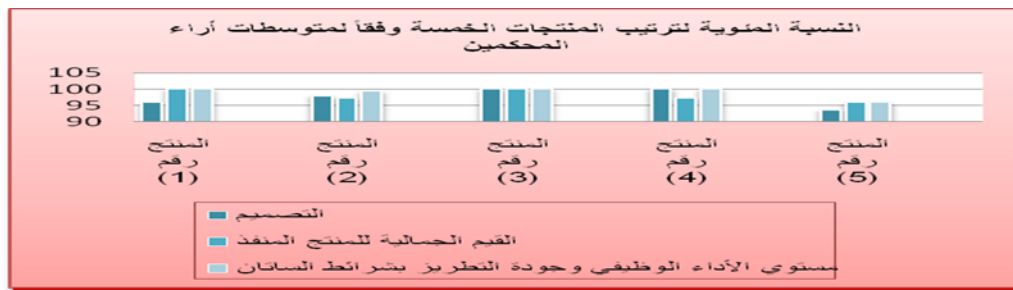 النسبة المئوية لترتيب المنتجات الخمسة وفقاً لمتوسطات أراء
المحكمين
105
100
95
90
المنتج رقم (1)
المنتج رقم (2)
المنتج رقم (3)
المنتج رقم (4)
المنتج رقم (5)
التصميم
القيم الجمالية للمنتج المنفذ
مستوي الأداء الوظيفي وجودة التطريز بشرائط الساتان